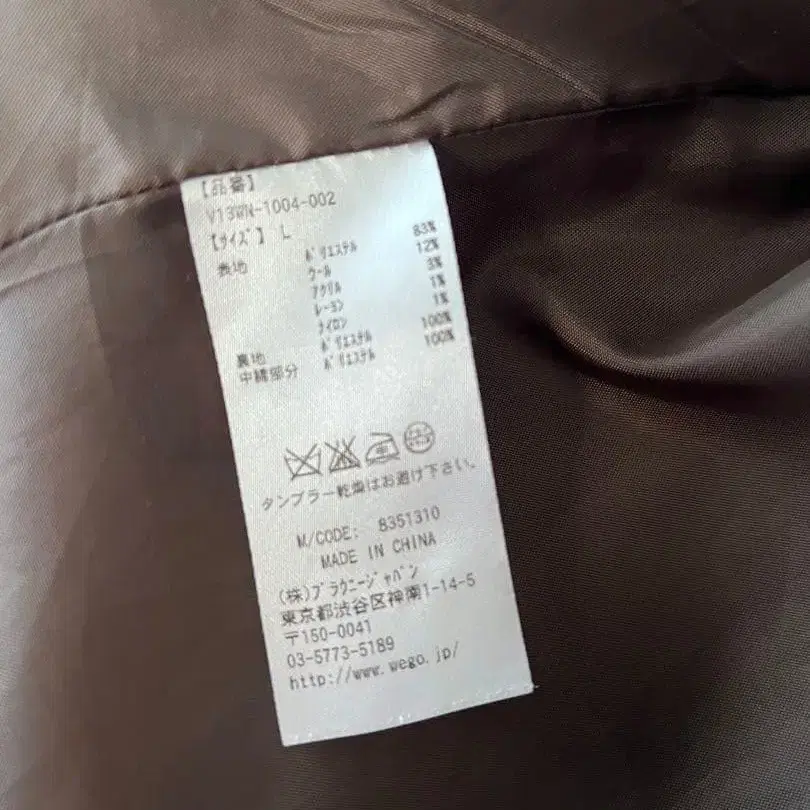 【品番】
V13WN-1004-002
【ｻｲｽﾞ】 L
表地 ﾎﾟﾘｴｽﾃﾙ 83%
ｳｰﾙ 12%
ｱｸﾘﾙ 3%
ﾚｰﾖﾝ 1%
ﾅｲﾛﾝ 1%
裏地 ﾎﾟﾘｴｽﾃﾙ 100%
中綿部分 ﾎﾟﾘｴｽﾃﾙ 100%
タンブラー乾燥はお避け下さい。
M/CODE: 8351310
MADE IN CHINA
(株)ﾌﾞﾗｳﾆｰｼﾞｬﾊﾟﾝ
東京都渋谷区神南1-14-5
〒150-0041
03-5773-5189
http://www.wego.jp/